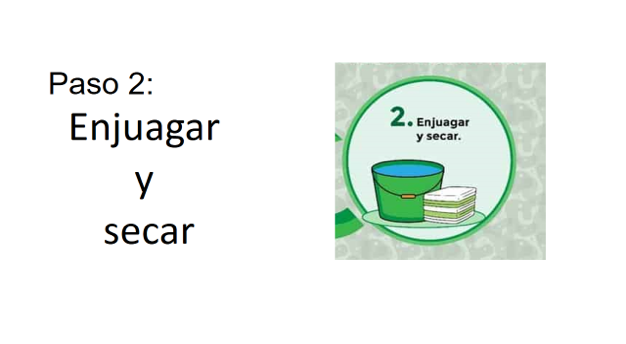 Paso 2:
Enjuagar
y
secar
2. Enjuagar
y secar.